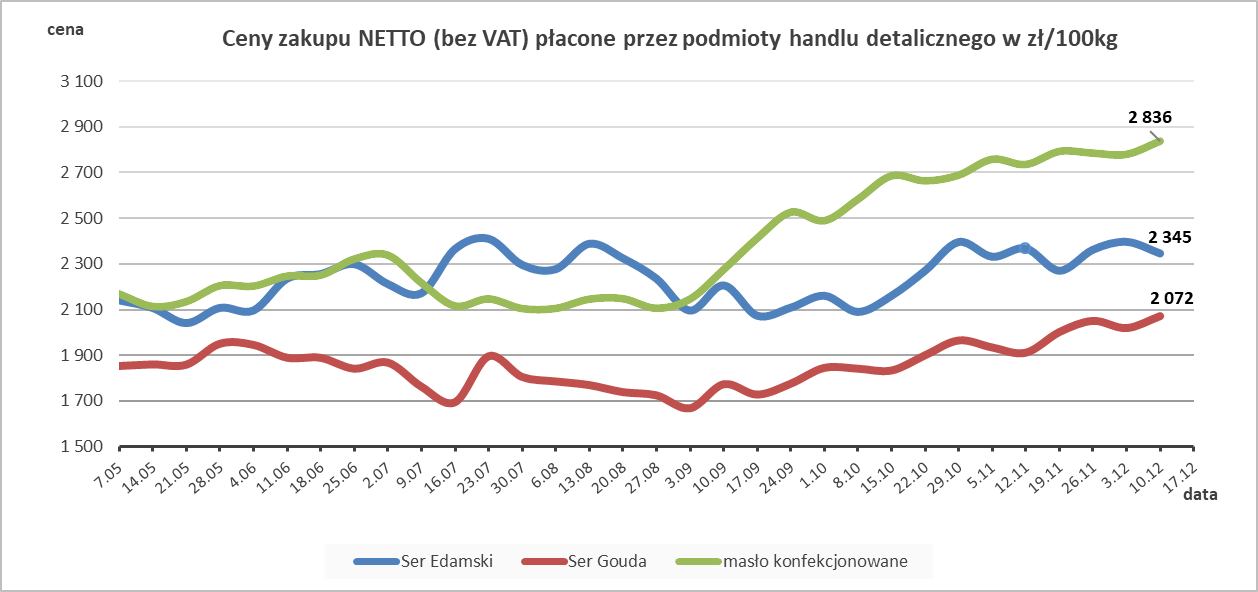 cena
Ceny zakupu NETTO (bez VAT) płacone przez podmioty handlu detalicznego w zł/100kg
3 100
2 900
2 700
2 500
2 300
2 100
1 900
1 700
1 500
2 836
2 345
2 072
7.05 14.05 21.05 28.05 4.06 11.06 18.06 25.06 2.07 9.07 16.07 23.07 30.07 6.08 13.08 20.08 27.08 3.09 10.09 17.09 24.09 1.10 8.10 15.10 22.10 29.10 5.11 12.11 19.11 26.11 3.12 10.12 17.12
data
Ser Edamski Ser Gouda masło konfekcjonowane